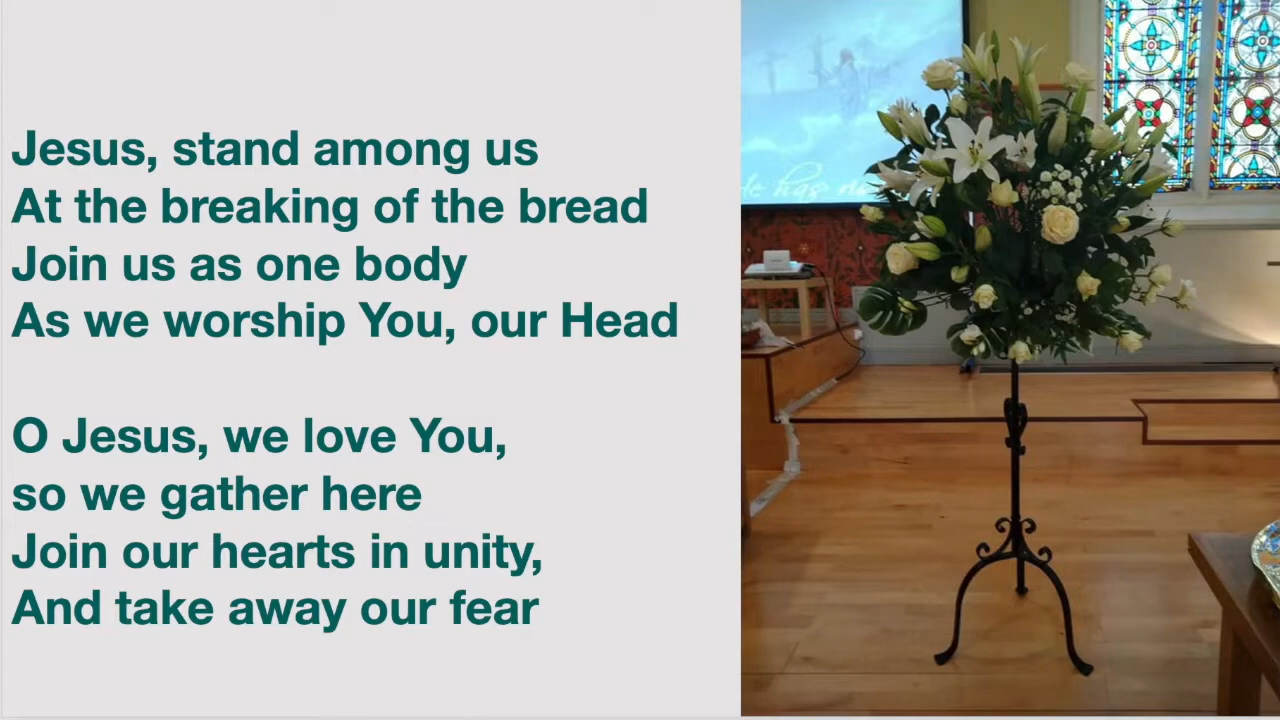 Jesus, stand among us
At the breaking of the bread
Join us as one body
As we worship You, our Head
O Jesus, we love You,
so we gather here
Join our hearts in unity,
And take away our fear
He has